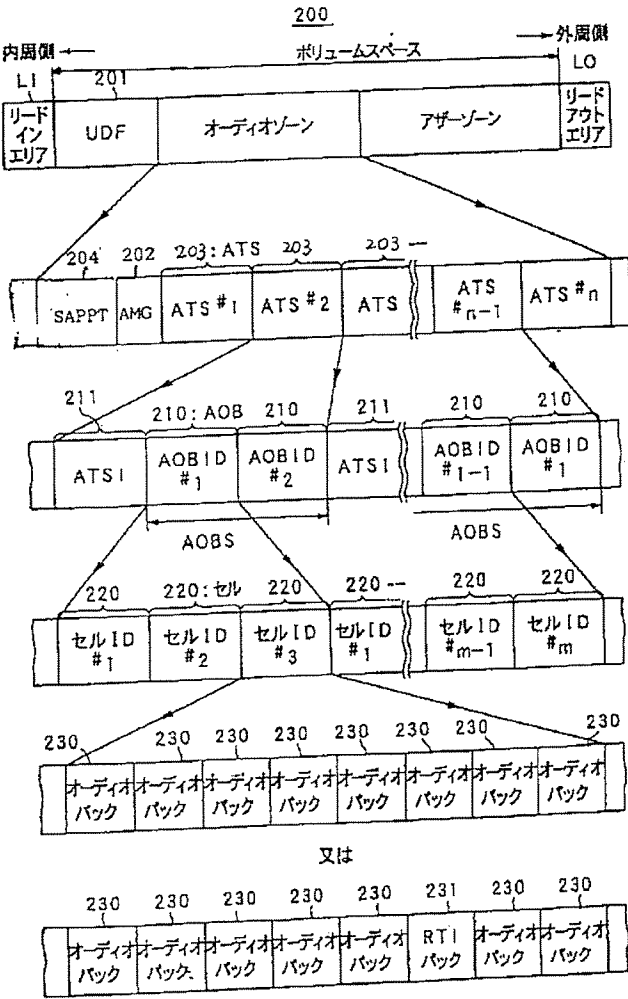 200
内周側 ← ボリュームスペース → 外周側
LI 201 LO
リード
イン
エリア
UDF
オーディオゾーン
アザーゾーン
リード
アウト
エリア
204 202 203:ATS 203 203 ---
SAPPT AMG ATS #1 ATS #2 ATS ATS #n-1 ATS #n
211 210:AOB 210 211 210 210
ATSI AOBID #1 AOBID #2 ATSI AOBID #1-1 AOBID #1
AOBS AOBS
220 220:セル 220 220 --- 220 220
セルID #1 セルID #2 セルID #3 セルID #1 セルID #m-1 セルID #m
230 230 230 230 230 230 230 230
オーディオパック オーディオパック オーディオパック オーディオパック オーディオパック オーディオパック オーディオパック オーディオパック
又は
230 230 230 230 230 231 230 230
オーディオパック オーディオパック オーディオパック オーディオパック オーディオパック RTIパック オーディオパック オーディオパック